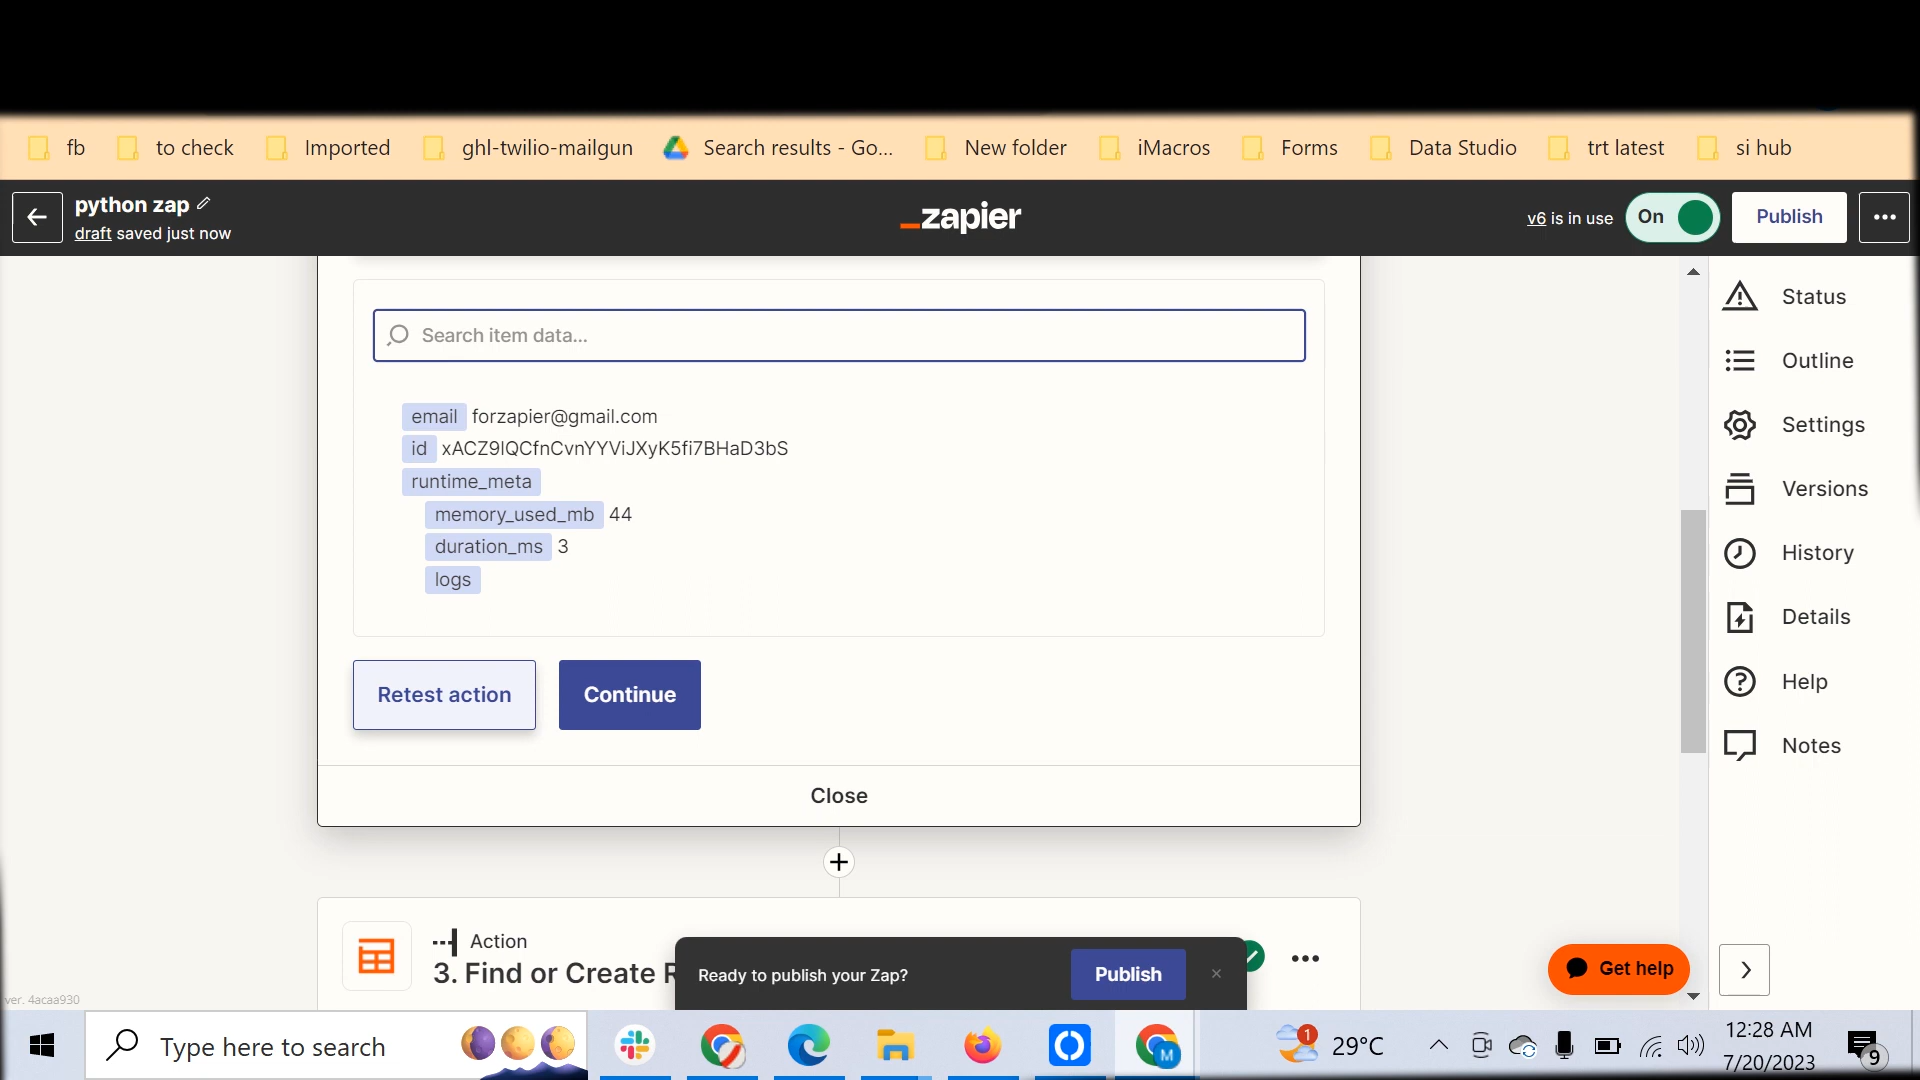 fb
to check
Imported
ghl-twilio-mailgun
Search results - Go...
New folder
iMacros
Forms
Data Studio
trt latest
si hub
python zap
draft saved just now
zapier
v6 is in use
On
Publish
Search item data...
email forzapier@gmail.com
id xACZ9IQCfnCvnYYViJXyK5fi7BHaD3bS
runtime_meta
memory_used_mb 44
duration_ms 3
logs
Retest action
Continue
Close
Action
3. Find or Create R
Ready to publish your Zap?
Publish
Status
Outline
Settings
Versions
History
Details
Help
Notes
Get help
ver. 4acaa930
Type here to search
M
1
29°C
12:28 AM
7/20/2023
9